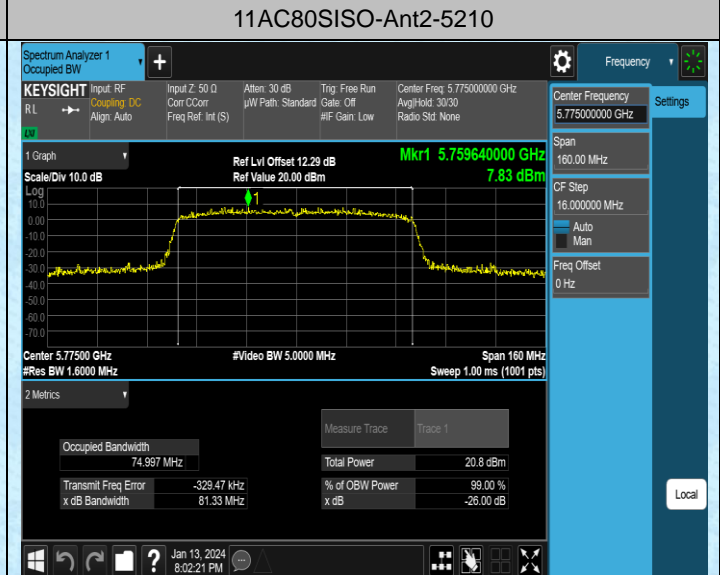 11AC80SISO-Ant2-5210
Spectrum Analyzer 1
Occupied BW
+
Frequency
KEYSIGHT
RL
Input: RF
Coupling: DC
Align: Auto
Input Z: 50 Ω
Corr CCorr
Freq Ref: Int (S)
Atten: 30 dB
µW Path: Standard
Trig: Free Run
Gate: Off
#IF Gain: Low
Center Freq: 5.775000000 GHz
Avg|Hold: 30/30
Radio Std: None
Center Frequency
5.775000000 GHz
Settings
Span
160.00 MHz
CF Step
16.000000 MHz
Auto
Man
Freq Offset
0 Hz
1 Graph
Scale/Div 10.0 dB
Ref Lvl Offset 12.29 dB
Ref Value 20.00 dBm
Mkr1 5.759640000 GHz
7.83 dBm
Log
10.0
0.00
-10.0
-20.0
-30.0
-40.0
-50.0
-60.0
-70.0
1
Center 5.77500 GHz
#Video BW 5.0000 MHz
Span 160 MHz
#Res BW 1.6000 MHz
Sweep 1.00 ms (1001 pts)
2 Metrics
Measure Trace
Trace 1
Occupied Bandwidth
74.997 MHz
Total Power
20.8 dBm
Transmit Freq Error
-329.47 kHz
% of OBW Power
99.00 %
x dB Bandwidth
81.33 MHz
x dB
-26.00 dB
Local
?
Jan 13, 2024
8:02:21 PM